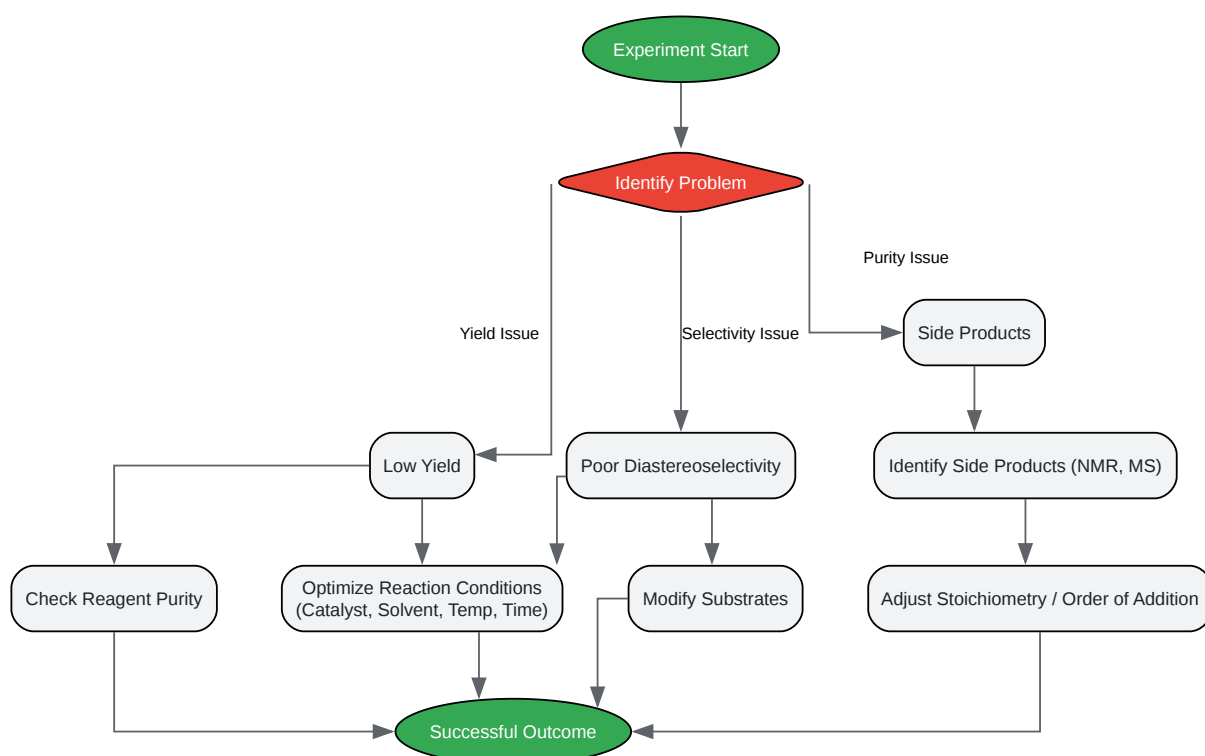 Experiment Start
Identify Problem
Purity Issue
Yield Issue
Selectivity Issue
Side Products
Low Yield
Poor Diastereoselectivity
Identify Side Products (NMR, MS)
Check Reagent Purity
Optimize Reaction Conditions
(Catalyst, Solvent, Temp, Time)
Modify Substrates
Adjust Stoichiometry / Order of Addition
Successful Outcome